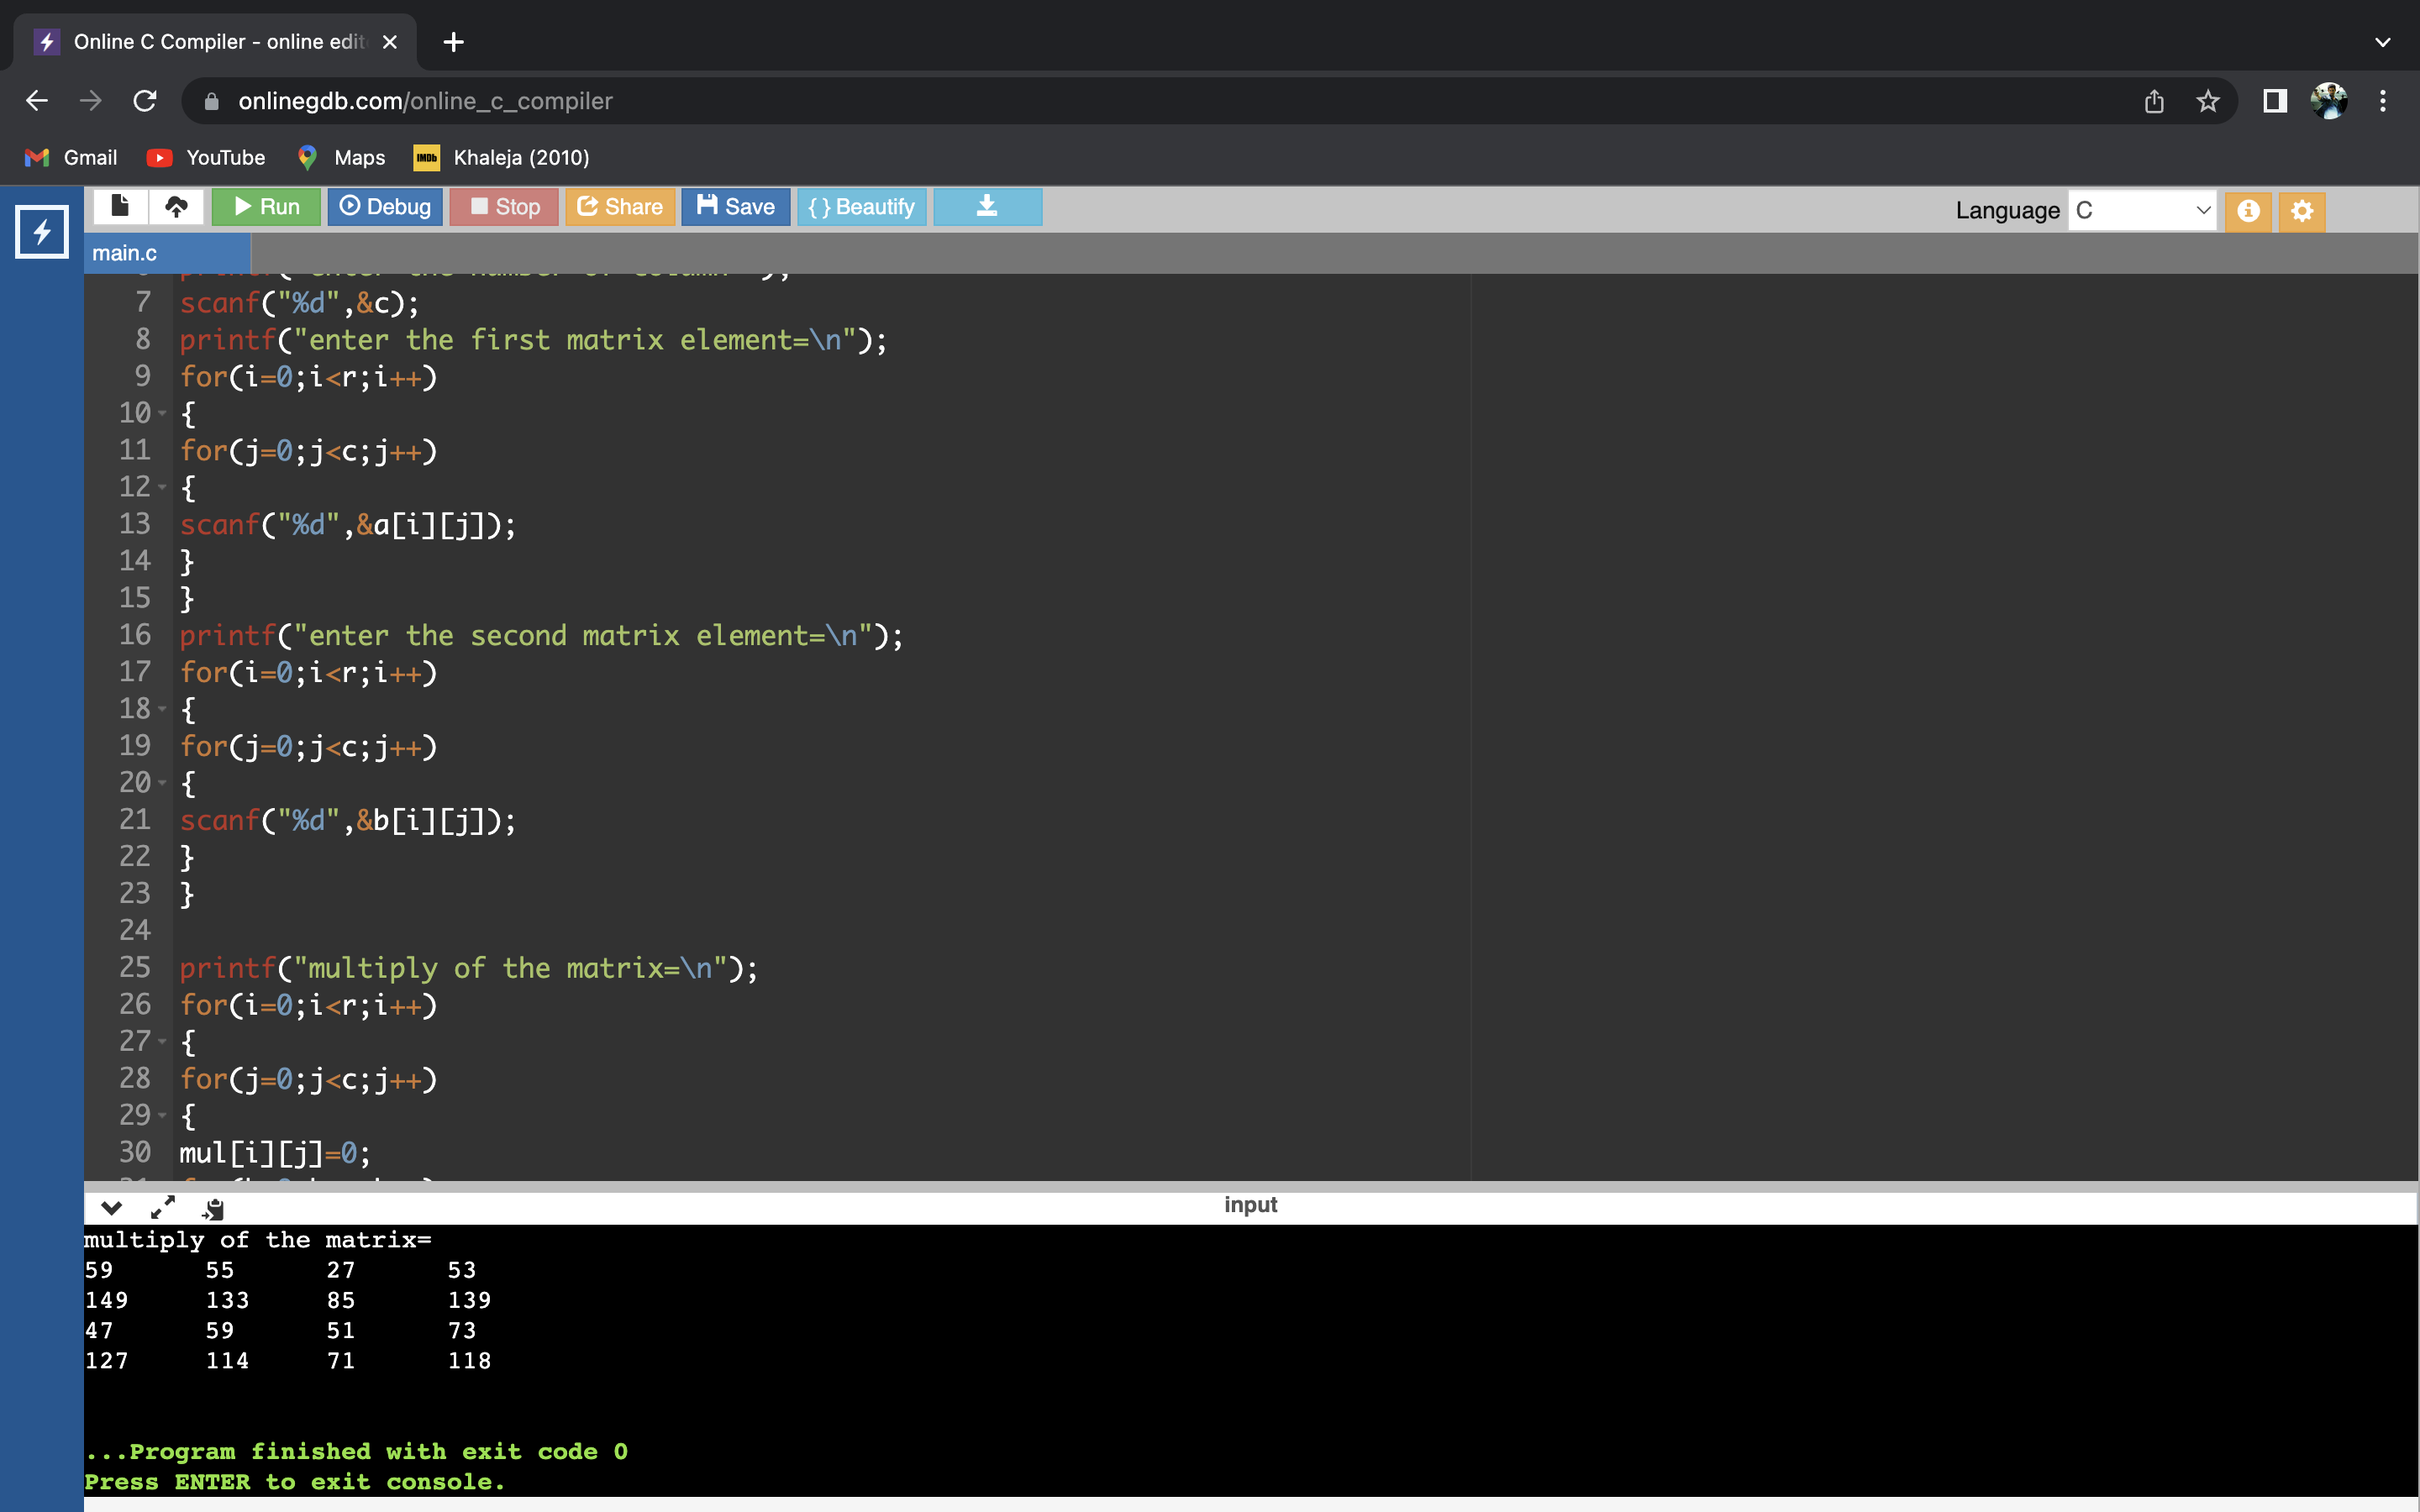 Online C Compiler - online edit
onlinegdb.com/online_c_compiler
Gmail YouTube Maps IMDb Khaleja (2010)
Run Debug Stop Share Save {} Beautify Language C
main.c
7 scanf("%d",&c);
8 printf("enter the first matrix element=\n");
9 for(i=0;i<r;i++)
10 {
11 for(j=0;j<c;j++)
12 {
13 scanf("%d",&a[i][j]);
14 }
15 }
16 printf("enter the second matrix element=\n");
17 for(i=0;i<r;i++)
18 {
19 for(j=0;j<c;j++)
20 {
21 scanf("%d",&b[i][j]);
22 }
23 }
24
25 printf("multiply of the matrix=\n");
26 for(i=0;i<r;i++)
27 {
28 for(j=0;j<c;j++)
29 {
30 mul[i][j]=0;
input
multiply of the matrix=
59 55 27 53
149 133 85 139
47 59 51 73
127 114 71 118
...Program finished with exit code 0
Press ENTER to exit console.